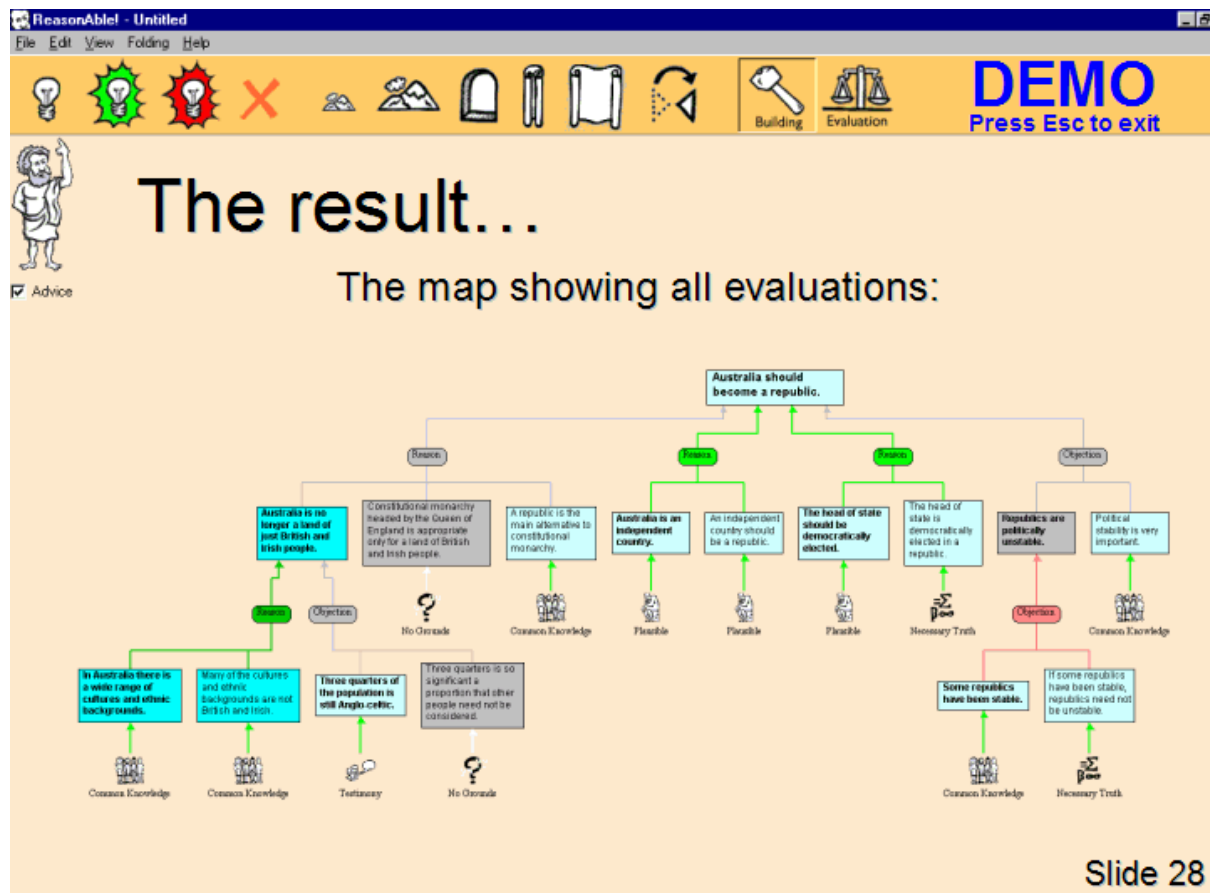 ReasonAble! - Untitled
File Edit View Folding Help
DEMO
Press Esc to exit
Building
Evaluation
Advice
The result...
The map showing all evaluations:
Australia should
become a republic.
Reason
Reason
Reason
Objection
Australia is no
longer a land of
just British and
Irish people.
Constitutional monarchy
headed by the Queen of
England is appropriate
only for a land of British
and Irish people.
A republic is the
main alternative to
constitutional
monarchy.
Australia is an
independent
country.
An independent
country should
be a republic.
The head of state
should be
democratically
elected.
The head of
state is
democratically
elected in a
republic.
Republics are
politically
unstable.
Political
stability is very
important.
Reason
Objection
No Grounds
Common Knowledge
Plausible
Plausible
Plausible
=Σ
β∞
Necessary Truth
Objection
Common Knowledge
In Australia there is
a wide range of
cultures and ethnic
backgrounds.
Many of the cultures
and ethnic
backgrounds are not
British and Irish.
Three quarters of
the population is
still Anglo-celtic.
Three quarters is so
significant a
proportion that other
people need not be
considered.
Some republics
have been stable.
If some republics
have been stable,
republics need not
be unstable.
Common Knowledge
Common Knowledge
Testimony
No Grounds
Common Knowledge
=Σ
β∞
Necessary Truth
Slide 28